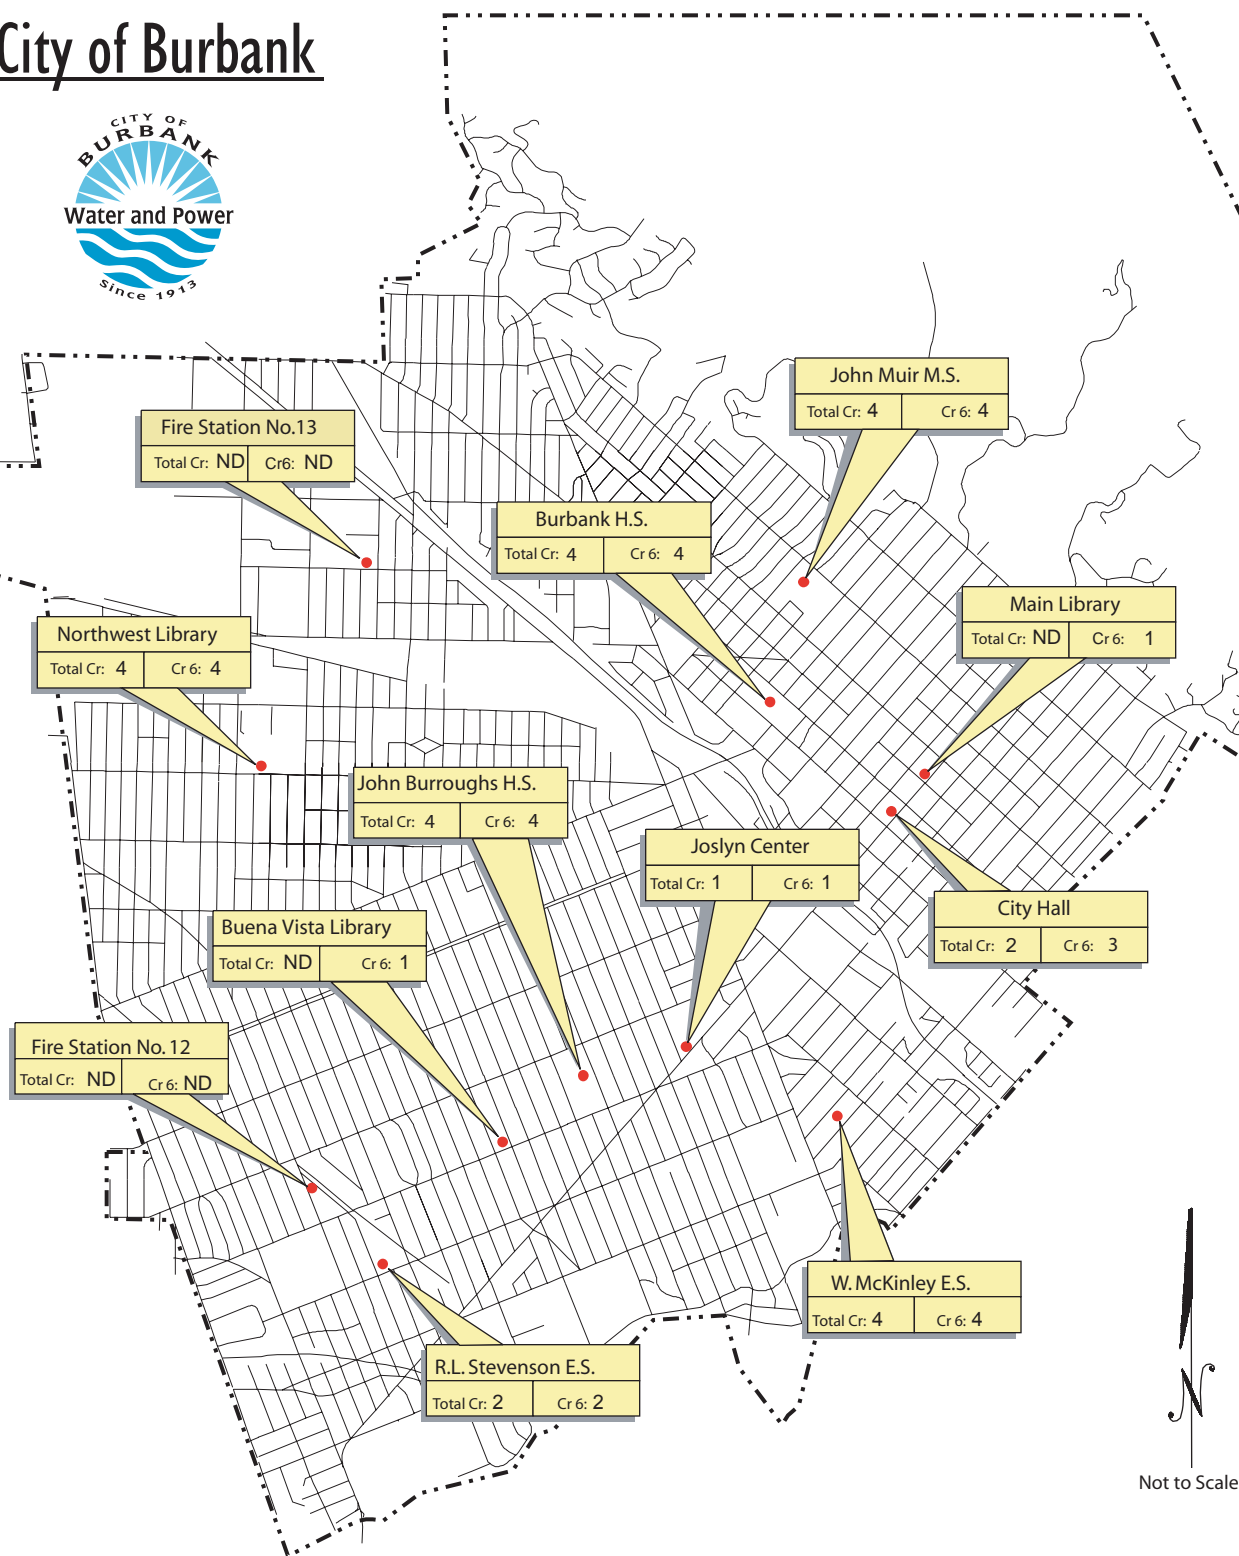 City of Burbank
CITY OF
BURBANK
Water and Power
since 1913
John Muir M.S.
Total Cr: 4 Cr 6: 4
Fire Station No.13
Total Cr: ND Cr6: ND
Burbank H.S.
Total Cr: 4 Cr 6: 4
Main Library
Total Cr: ND Cr 6: 1
Northwest Library
Total Cr: 4 Cr 6: 4
John Burroughs H.S.
Total Cr: 4 Cr 6: 4
Joslyn Center
Total Cr: 1 Cr 6: 1
City Hall
Total Cr: 2 Cr 6: 3
Buena Vista Library
Total Cr: ND Cr 6: 1
Fire Station No. 12
Total Cr: ND Cr 6: ND
W. McKinley E.S.
Total Cr: 4 Cr 6: 4
R.L. Stevenson E.S.
Total Cr: 2 Cr 6: 2
N
Not to Scale